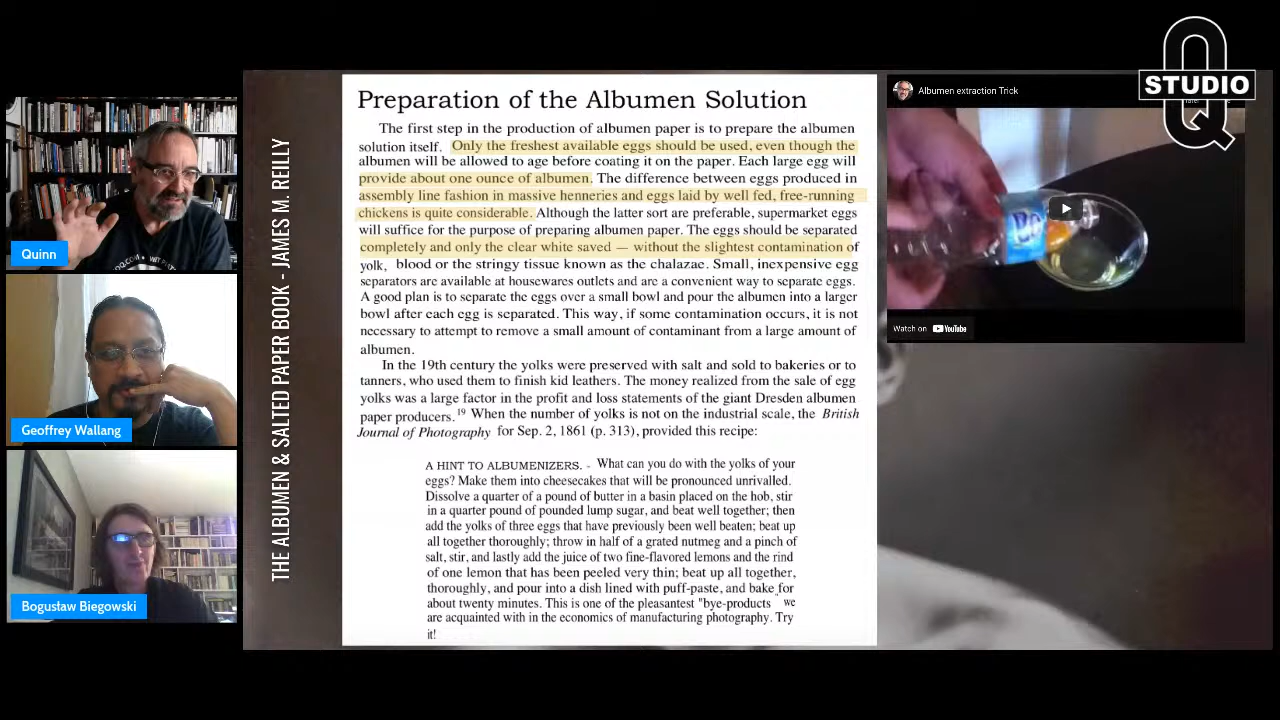 STUDIO
Q
Quinn
Geoffrey Wallang
Bogusław Biegowski
THE ALBUMEN & SALTED PAPER BOOK - JAMES M. REILLY
Preparation of the Albumen Solution
The first step in the production of albumen paper is to prepare the albumen
solution itself. Only the freshest available eggs should be used, even though the
albumen will be allowed to age before coating it on the paper. Each large egg will
provide about one ounce of albumen. The difference between eggs produced in
assembly line fashion in massive henneries and eggs laid by well fed, free-running
chickens is quite considerable. Although the latter sort are preferable, supermarket eggs
will suffice for the purpose of preparing albumen paper. The eggs should be separated
completely and only the clear white saved — without the slightest contamination of
yolk, blood or the stringy tissue known as the chalazae. Small, inexpensive egg
separators are available at housewares outlets and are a convenient way to separate eggs.
A good plan is to separate the eggs over a small bowl and pour the albumen into a larger
bowl after each egg is separated. This way, if some contamination occurs, it is not
necessary to attempt to remove a small amount of contaminant from a large amount of
albumen.
In the 19th century the yolks were preserved with salt and sold to bakeries or to
tanners, who used them to finish kid leathers. The money realized from the sale of egg
yolks was a large factor in the profit and loss statements of the giant Dresden albumen
paper producers.19 When the number of yolks is not on the industrial scale, the British
Journal of Photography for Sep. 2, 1861 (p. 313), provided this recipe:
A HINT TO ALBUMENIZERS. - What can you do with the yolks of your
eggs? Make them into cheesecakes that will be pronounced unrivalled.
Dissolve a quarter of a pound of butter in a basin placed on the hob, stir
in a quarter pound of pounded lump sugar, and beat well together; then
add the yolks of three eggs that have previously been well beaten; beat up
all together thoroughly; throw in half of a grated nutmeg and a pinch of
salt, stir, and lastly add the juice of two fine-flavored lemons and the rind
of one lemon that has been peeled very thin; beat up all together,
thoroughly, and pour into a dish lined with puff-paste, and bake for
about twenty minutes. This is one of the pleasantest "bye-products" we
are acquainted with in the economics of manufacturing photography. Try
it!
Albumen extraction Trick
Watch on YouTube